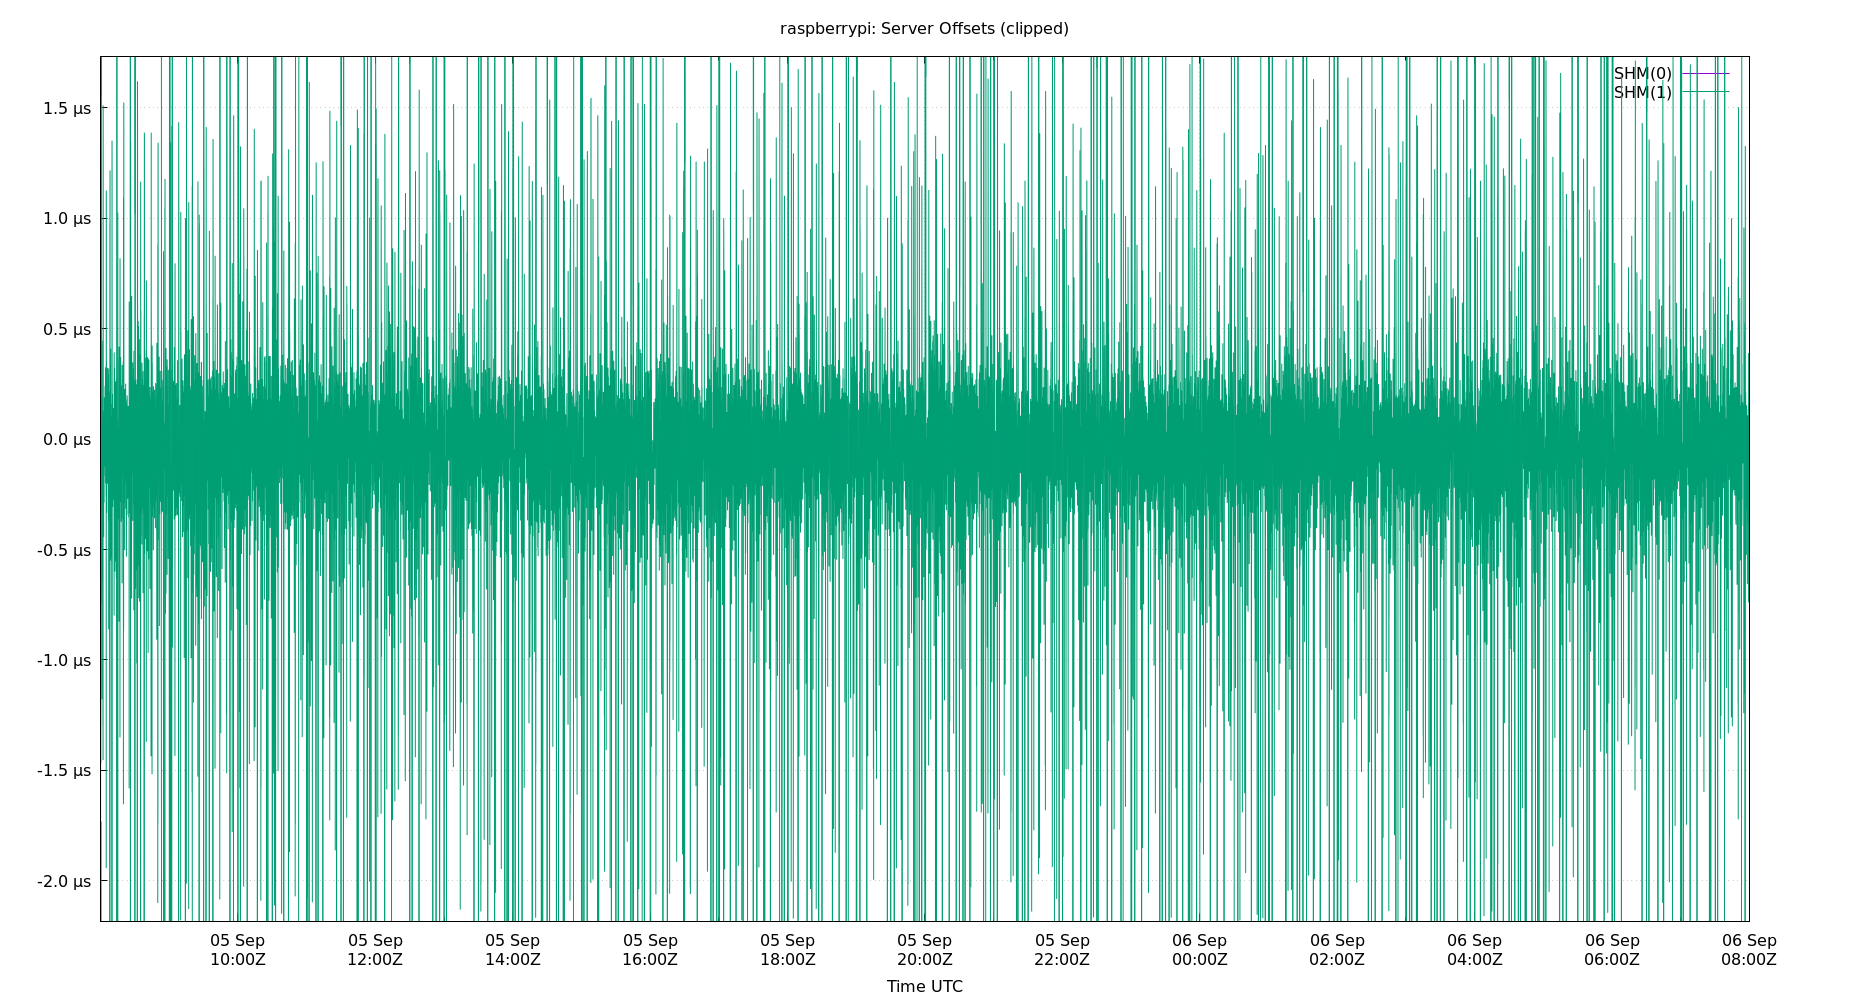 raspberrypi: Server Offsets (clipped)
SHM(0)
SHM(1)
1.5 µs
1.0 µs
0.5 µs
0.0 µs
-0.5 µs
-1.0 µs
-1.5 µs
-2.0 µs
05 Sep 05 Sep 05 Sep 05 Sep 05 Sep 05 Sep 05 Sep 06 Sep 06 Sep 06 Sep 06 Sep 06 Sep
10:00Z 12:00Z 14:00Z 16:00Z 18:00Z 20:00Z 22:00Z 00:00Z 02:00Z 04:00Z 06:00Z 08:00Z
Time UTC